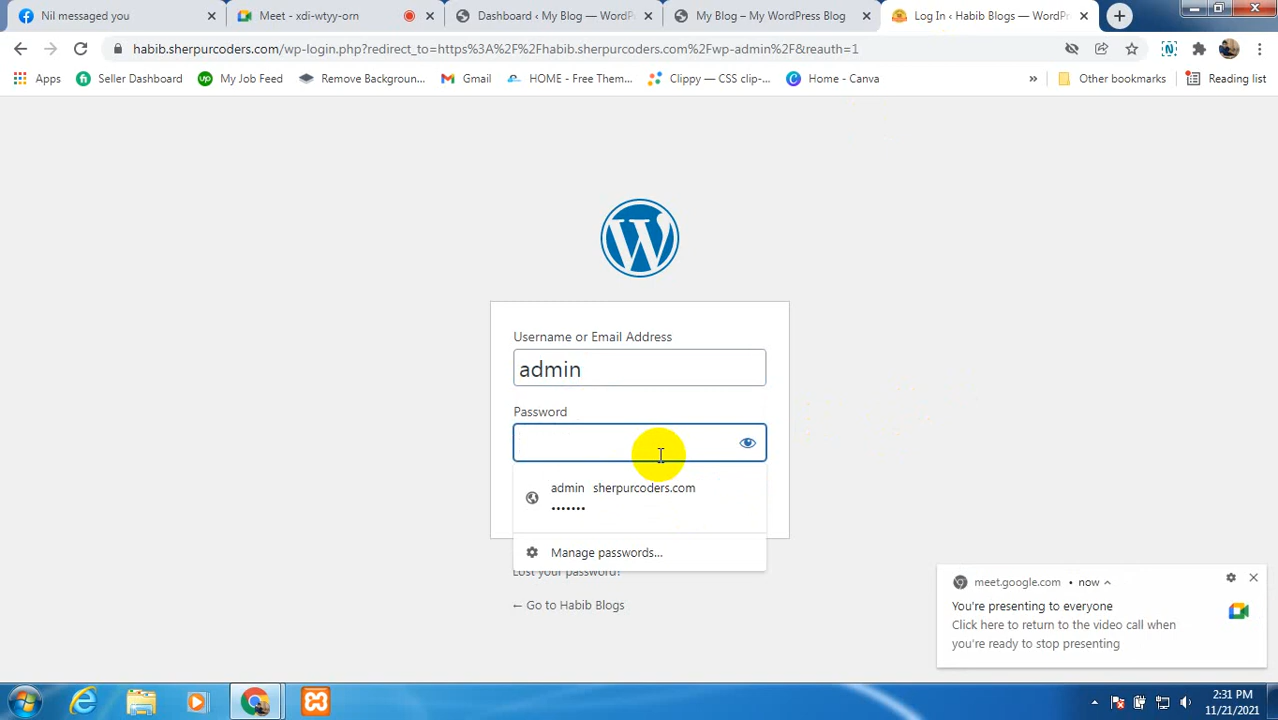 Nil messaged you
Meet - xdi-wtyy-orn
Dashboard ‹ My Blog — WordP
My Blog – My WordPress Blog
Log In ‹ Habib Blogs — WordPr
habib.sherpurcoders.com/wp-login.php?redirect_to=https%3A%2F%2Fhabib.sherpurcoders.com%2Fwp-admin%2F&reauth=1
Apps
Seller Dashboard
My Job Feed
Remove Backgroun...
Gmail
HOME - Free Them...
Clippy — CSS clip-...
Home - Canva
»
Other bookmarks
Reading list
Username or Email Address
admin
Password
admin sherpurcoders.com
•••••••
Manage passwords...
Lost your password?
← Go to Habib Blogs
meet.google.com • now
You're presenting to everyone
Click here to return to the video call when
you're ready to stop presenting
2:31 PM
11/21/2021